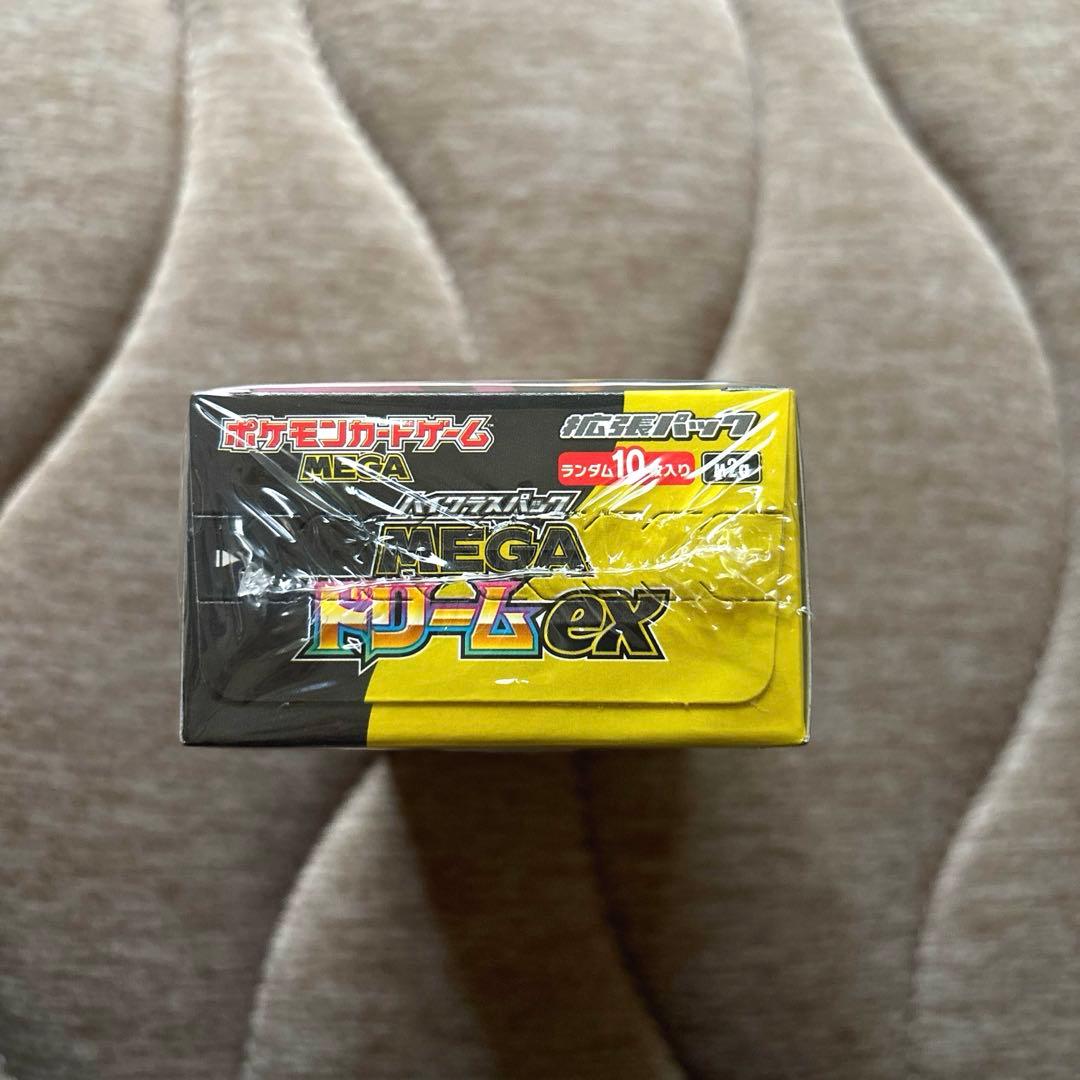 ポケモンカードゲーム
MEGA
拡張パック
ランダム10枚入り
M2a
ハイクラスパック
MEGA
ドリームex